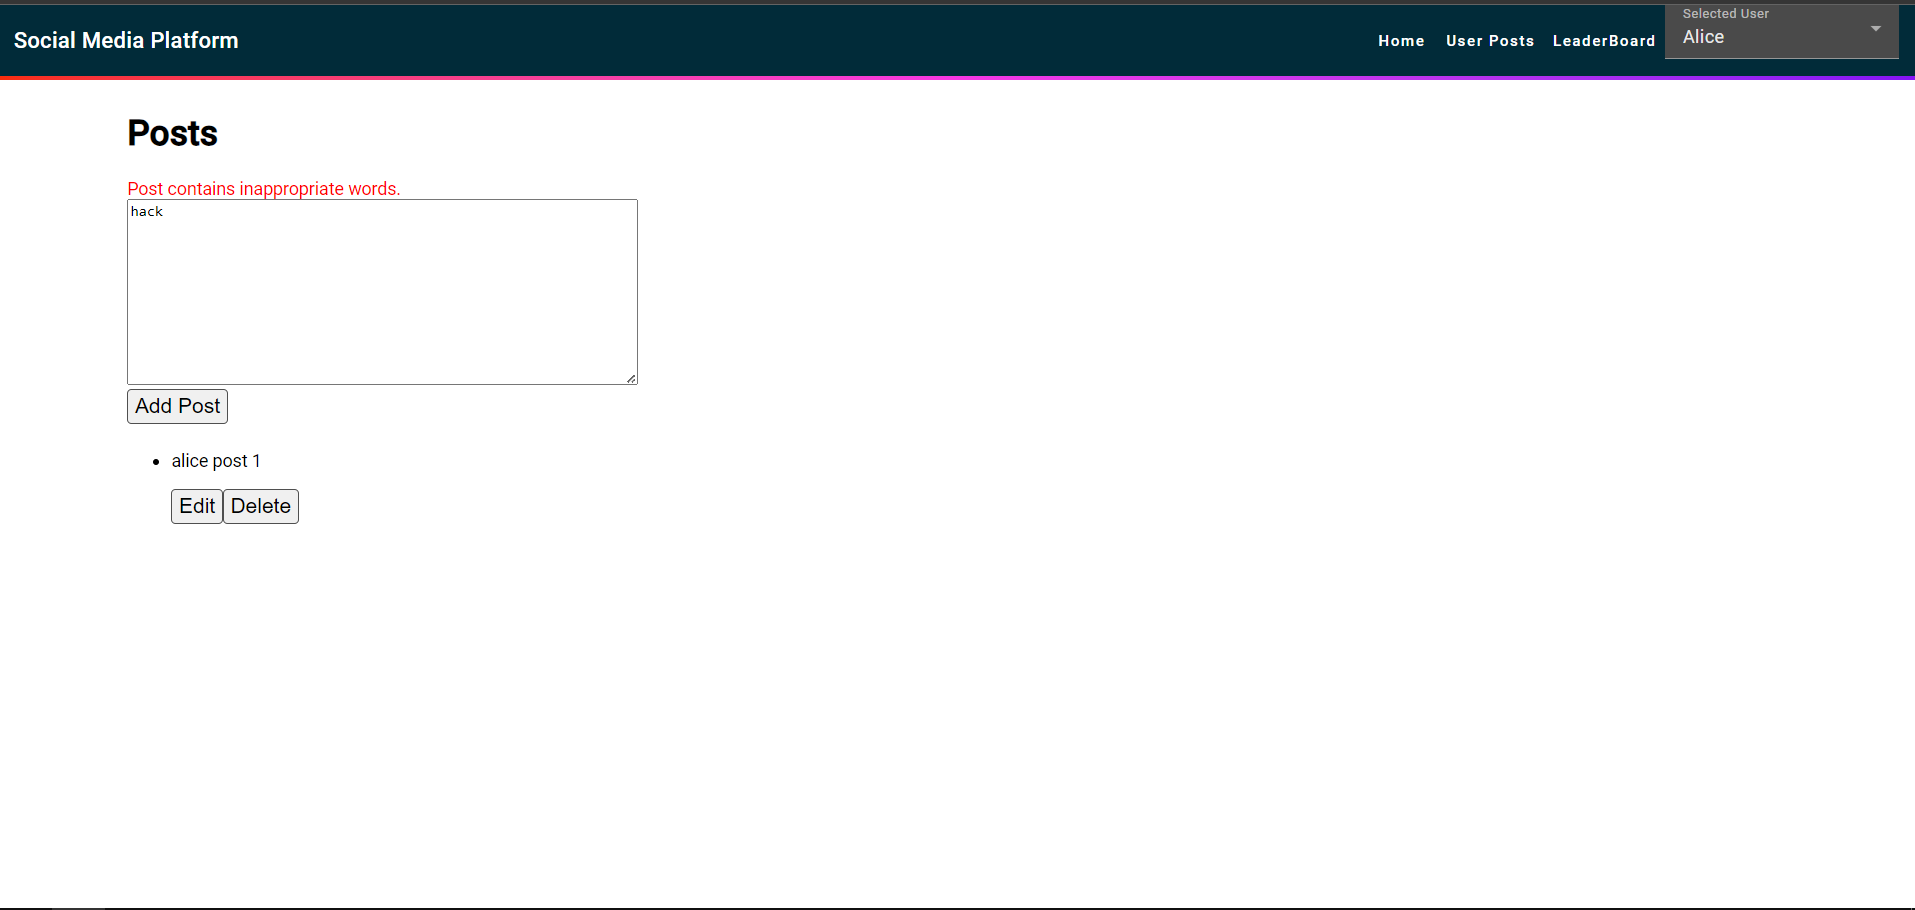 Social Media Platform
Home User Posts LeaderBoard
Selected User
Alice
Posts
Post contains inappropriate words.
hack
Add Post
alice post 1
Edit Delete